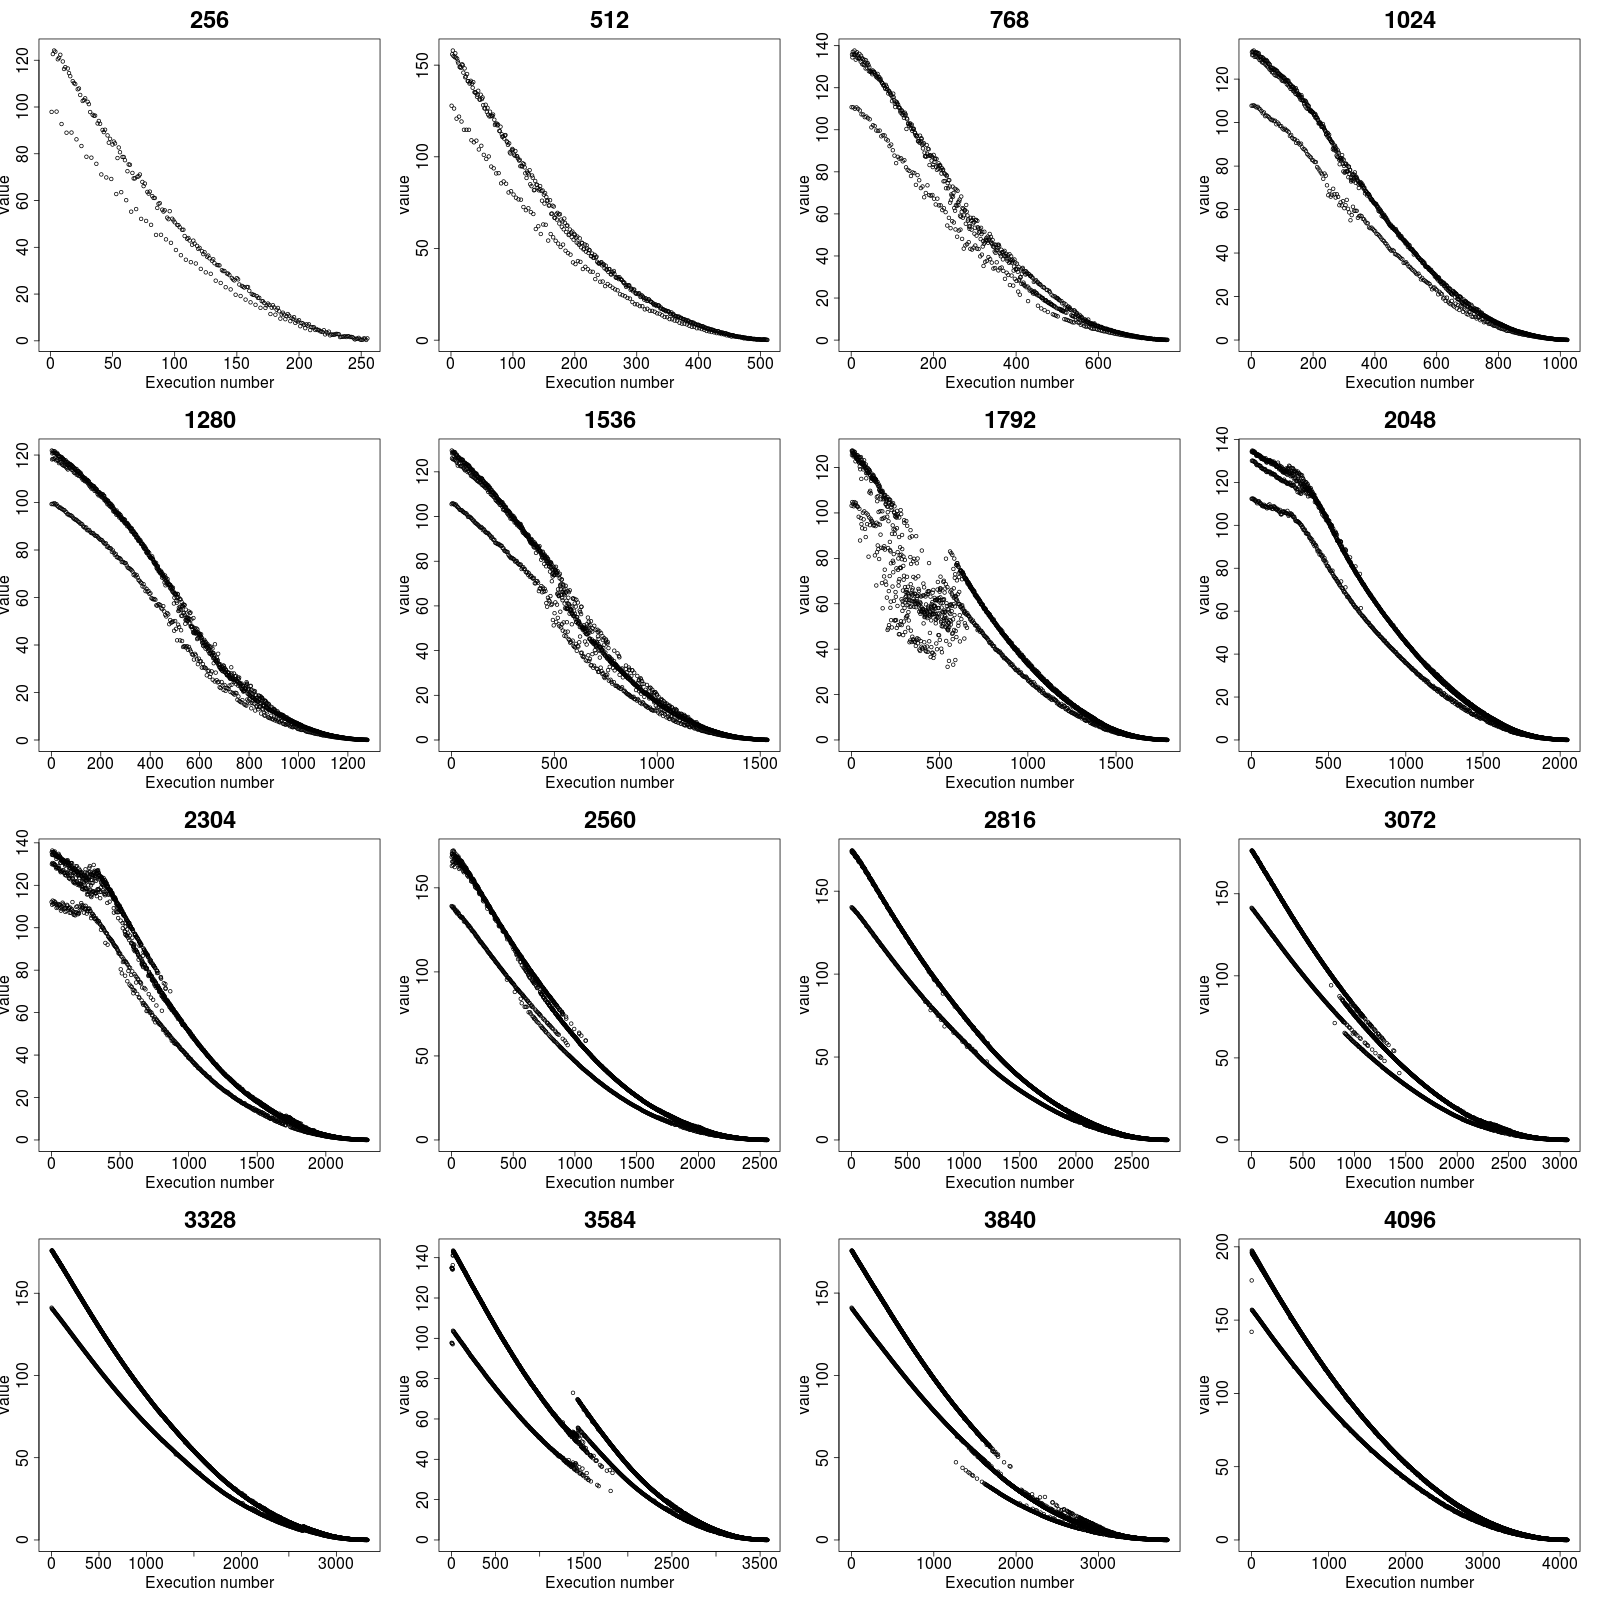 256
value
0 20 40 60 80 100 120
0 50 100 150 200 250
Execution number
512
value
0 50 100 150
0 100 200 300 400 500
Execution number
768
value
0 20 40 60 80 100 120 140
0 200 400 600
Execution number
1024
value
0 20 40 60 80 100 120
0 200 400 600 800 1000
Execution number
1280
value
0 20 40 60 80 100 120
0 200 400 600 800 1000 1200
Execution number
1536
value
0 20 40 60 80 100 120
0 500 1000 1500
Execution number
1792
value
0 20 40 60 80 100 120
0 500 1000 1500
Execution number
2048
value
0 20 40 60 80 100 120 140
0 500 1000 1500 2000
Execution number
2304
value
0 20 40 60 80 100 120 140
0 500 1000 1500 2000
Execution number
2560
value
0 50 100 150
0 500 1000 1500 2000 2500
Execution number
2816
value
0 50 100 150
0 500 1000 1500 2000 2500
Execution number
3072
value
0 50 100 150
0 500 1000 1500 2000 2500 3000
Execution number
3328
value
0 50 100 150
0 500 1000 2000 3000
Execution number
3584
value
0 20 40 60 80 100 120 140
0 500 1500 2500 3500
Execution number
3840
value
0 50 100 150
0 1000 2000 3000
Execution number
4096
value
0 50 100 150 200
0 1000 2000 3000 4000
Execution number